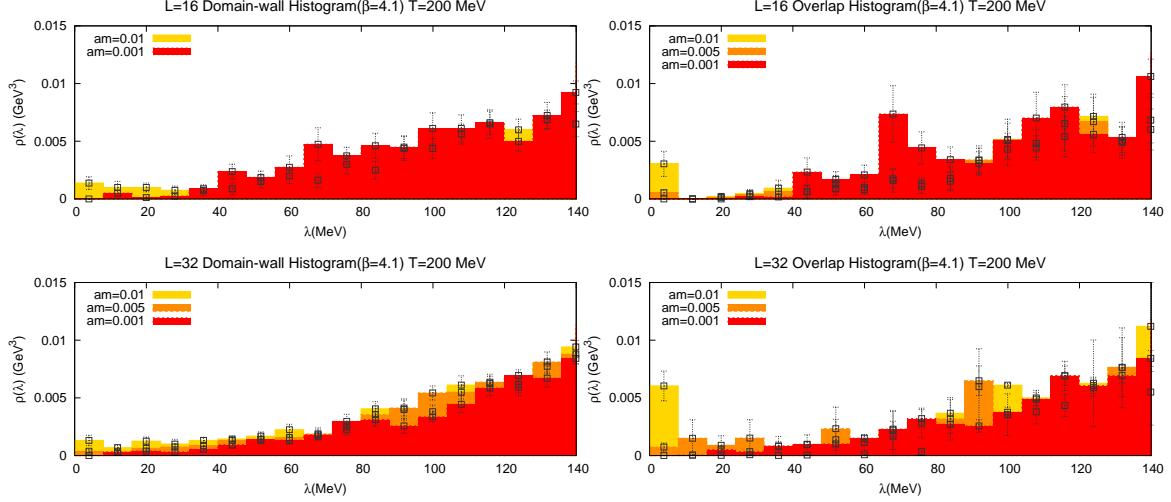 L=16 Domain-wall Histogram(β=4.1) T=200 MeV
0.015
0.01
0.005
0
ρ(λ) (GeV³)
am=0.01
am=0.001
0 20 40 60 80 100 120 140
λ(MeV)
L=16 Overlap Histogram(β=4.1) T=200 MeV
0.015
0.01
0.005
0
ρ(λ) (GeV³)
am=0.01
am=0.005
am=0.001
0 20 40 60 80 100 120 140
λ(MeV)
L=32 Domain-wall Histogram(β=4.1) T=200 MeV
0.015
0.01
0.005
0
ρ(λ) (GeV³)
am=0.01
am=0.005
am=0.001
0 20 40 60 80 100 120 140
λ(MeV)
L=32 Overlap Histogram(β=4.1) T=200 MeV
0.015
0.01
0.005
0
ρ(λ) (GeV³)
am=0.01
am=0.005
am=0.001
0 20 40 60 80 100 120 140
λ(MeV)